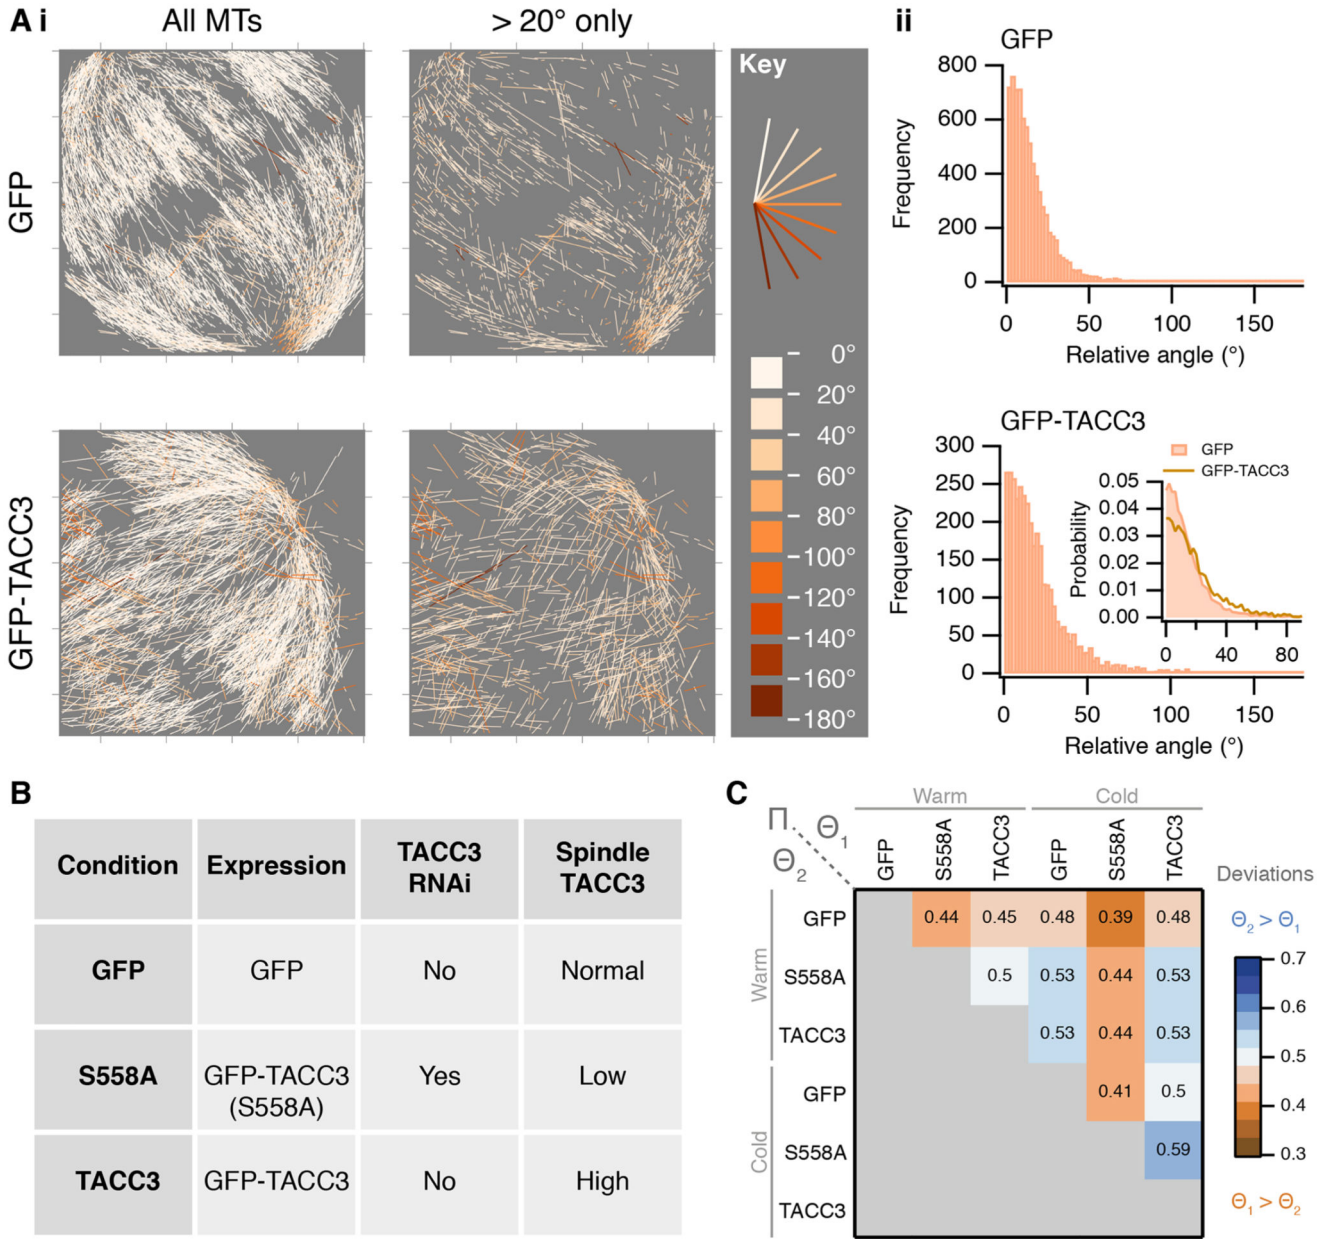 A i
All MTs
> 20° only
GFP
GFP-TACC3
Key
0°
20°
40°
60°
80°
100°
120°
140°
160°
180°
ii
GFP
800
600
400
200
0
Frequency
0
50
100
150
Relative angle (°)
GFP-TACC3
300
250
200
150
100
50
0
Frequency
0
50
100
150
Relative angle (°)
GFP
GFP-TACC3
0.05
0.04
0.03
0.02
0.01
0.00
Probability
0
40
80
B
Condition
Expression
TACC3
RNAi
Spindle
TACC3
GFP
GFP
No
Normal
S558A
GFP-TACC3
(S558A)
Yes
Low
TACC3
GFP-TACC3
No
High
C
Warm
Cold
Π
Θ1
Θ2
GFP
S558A
TACC3
GFP
S558A
TACC3
Warm
Cold
GFP
0.44
0.45
0.48
0.39
0.48
S558A
0.5
0.53
0.44
0.53
TACC3
0.53
0.44
0.53
GFP
0.41
0.5
S558A
0.59
TACC3
Deviations
Θ2 > Θ1
0.7
0.6
0.5
0.4
0.3
Θ1 > Θ2